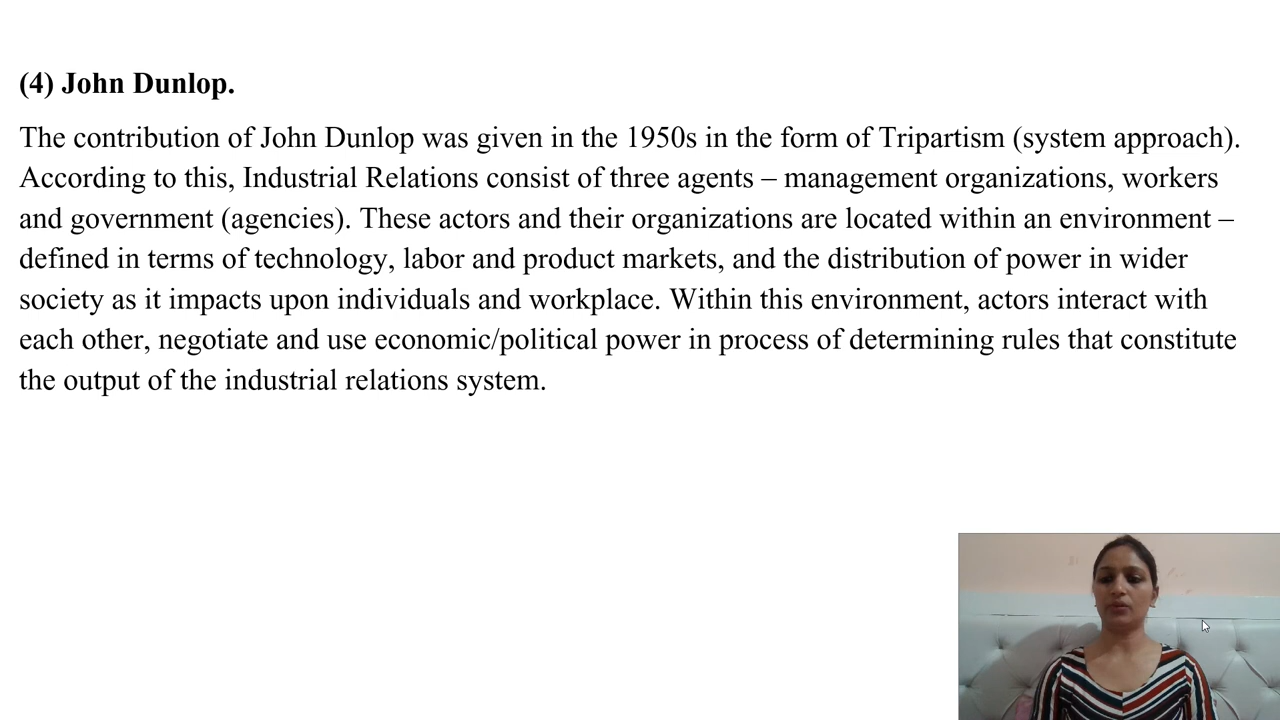 (4) John Dunlop.
The contribution of John Dunlop was given in the 1950s in the form of Tripartism (system approach).
According to this, Industrial Relations consist of three agents – management organizations, workers
and government (agencies). These actors and their organizations are located within an environment –
defined in terms of technology, labor and product markets, and the distribution of power in wider
society as it impacts upon individuals and workplace. Within this environment, actors interact with
each other, negotiate and use economic/political power in process of determining rules that constitute
the output of the industrial relations system.